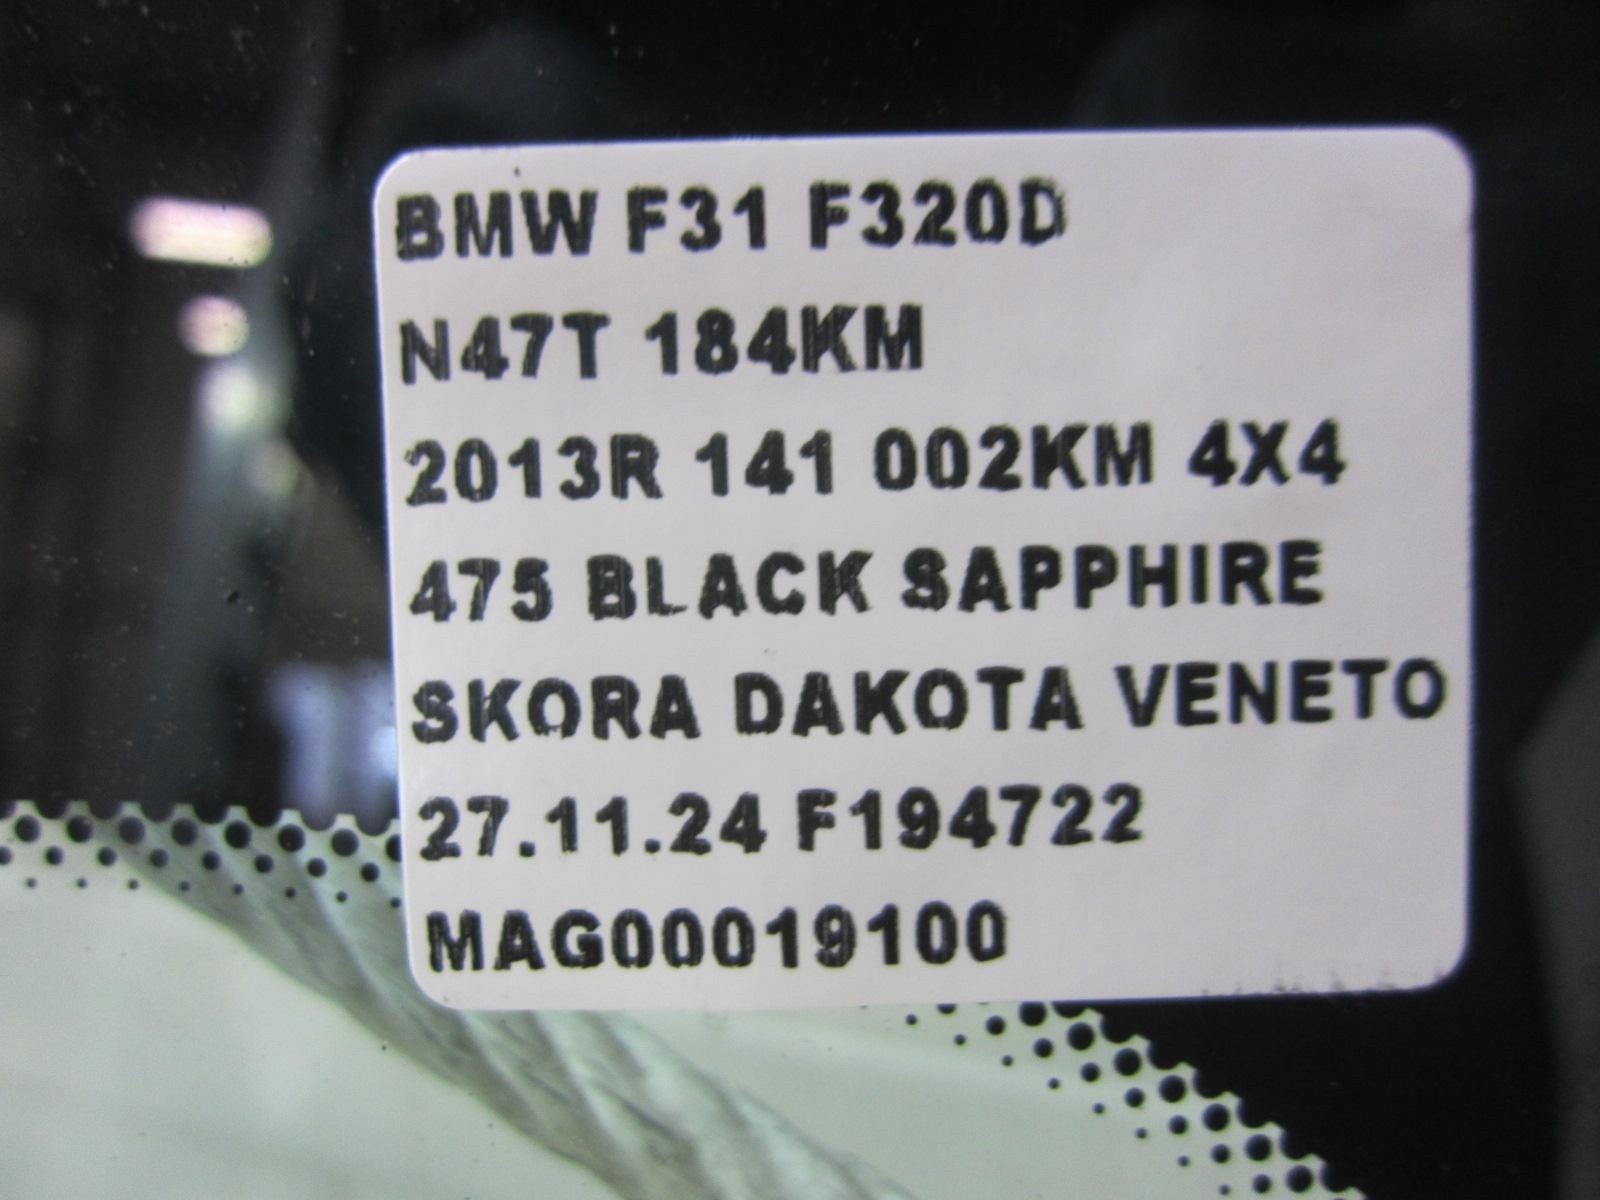 BMW F31 F320D
N47T 184KM
2013R 141 002KM 4X4
475 BLACK SAPPHIRE
SKORA DAKOTA VENETO
27.11.24 F194722
MAG00019100